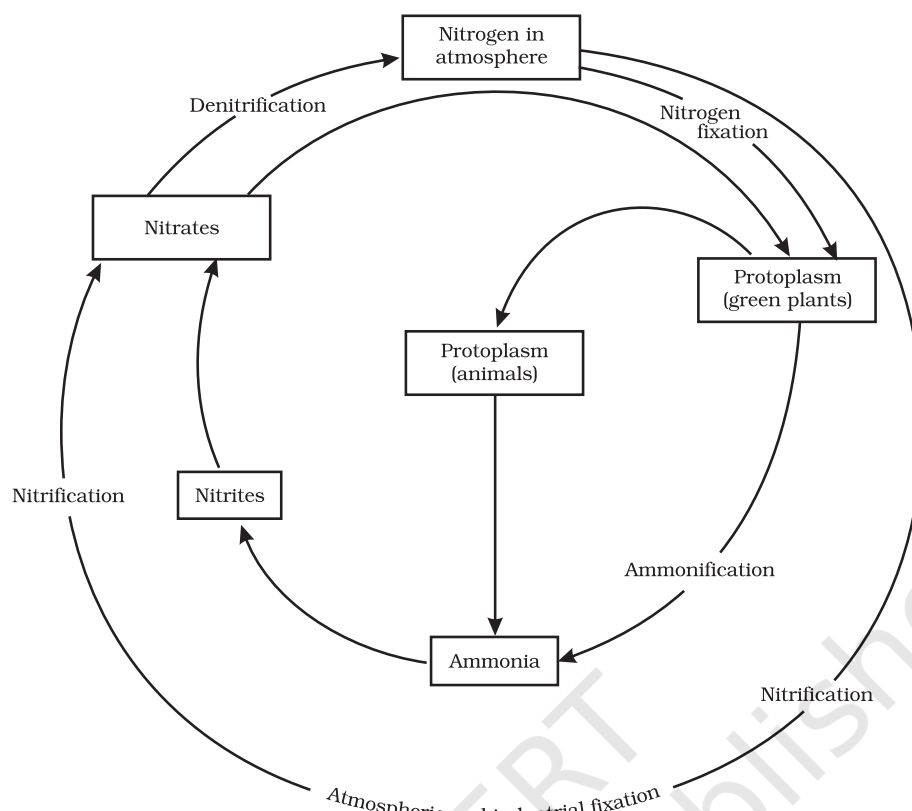 Nitrogen in
atmosphere
Denitrification
Nitrogen
fixation
Nitrates
Protoplasm
(green plants)
Protoplasm
(animals)
Nitrification
Nitrites
Ammonification
Ammonia
Nitrification
Atmospheric and industrial fixation